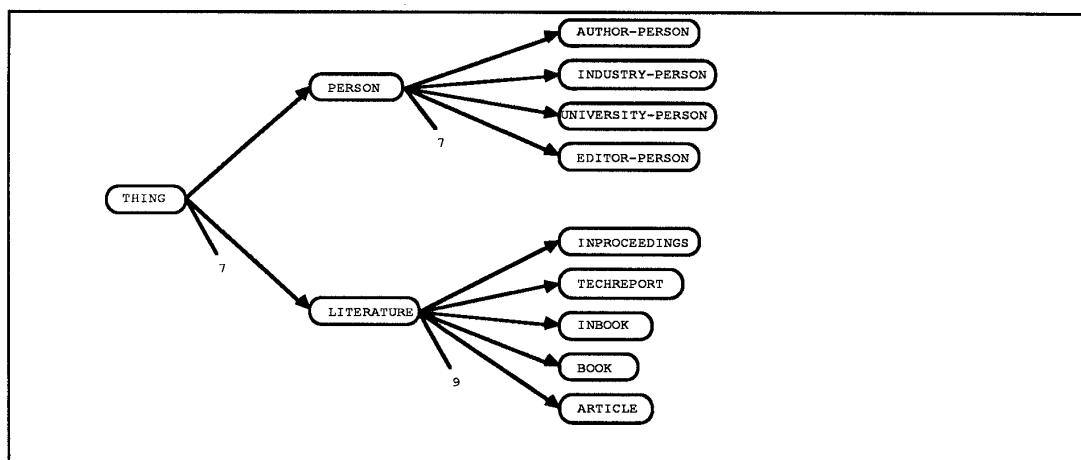 AUTHOR-PERSON
INDUSTRY-PERSON
PERSON
UNIVERSITY-PERSON
7
EDITOR-PERSON
THING
7
INPROCEEDINGS
TECHREPORT
LITERATURE
INBOOK
BOOK
9
ARTICLE